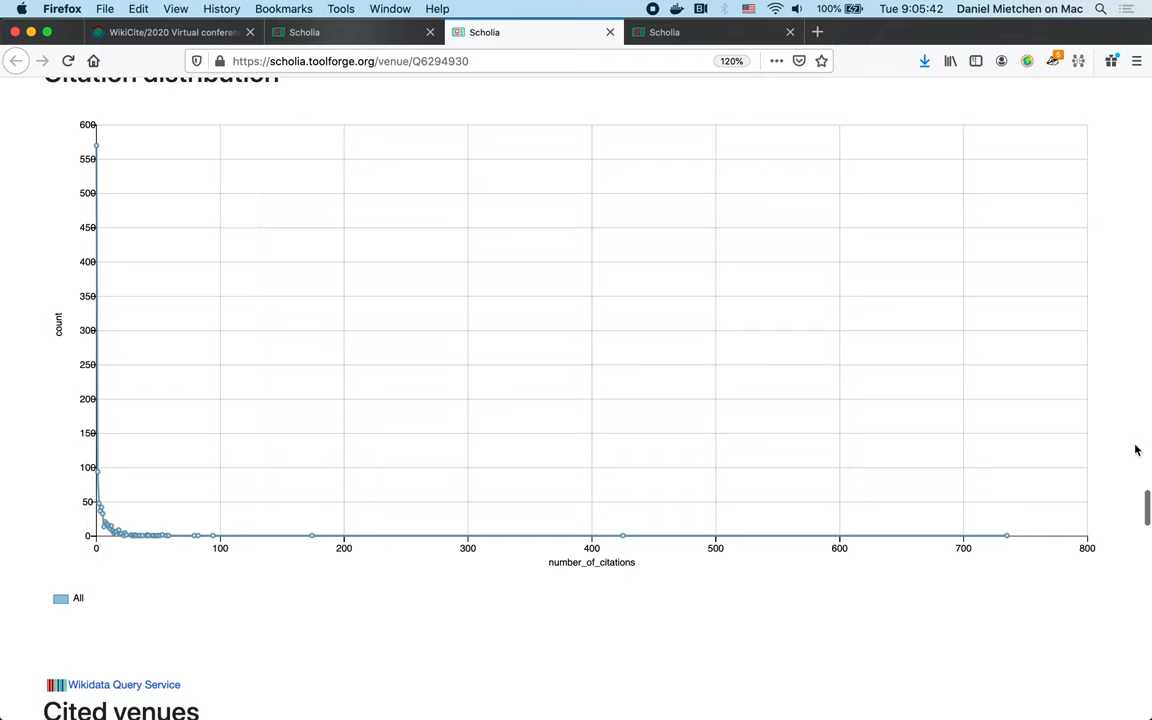 Firefox File Edit View History Bookmarks Tools Window Help 100% Tue 9:05:42 Daniel Mietchen on Mac
WikiCite/2020 Virtual conferen Scholia Scholia Scholia
https://scholia.toolforge.org/venue/Q6294930 120% 5
Citation distribution
600
550
500
450
400
350
count
300
250
200
150
100
50
0
0 100 200 300 400 500 600 700 800
number_of_citations
All
Wikidata Query Service
Cited venues